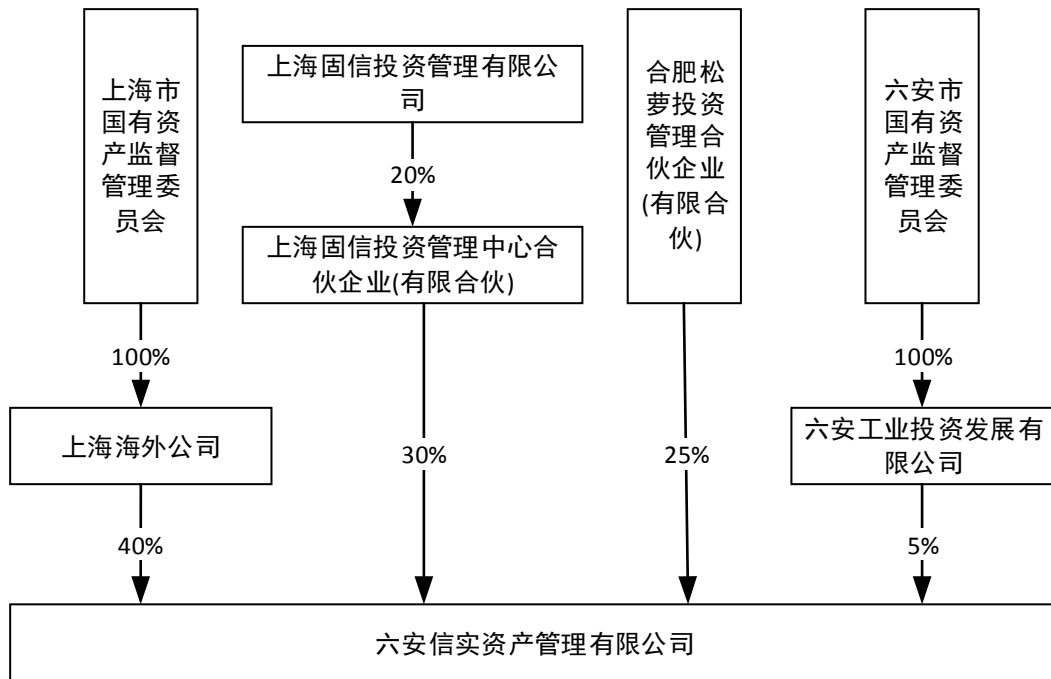 上海市
国有资
产监督
管理委
员会
上海固信投资管理有限公
司
合肥松
萝投资
管理合
伙企业
(有限合
伙)
六安市
国有资
产监督
管理委
员会
20%
上海固信投资管理中心合
伙企业(有限合伙)
100%
100%
上海海外公司
30%
25%
六安工业投资发展有
限公司
40%
5%
六安信实资产管理有限公司